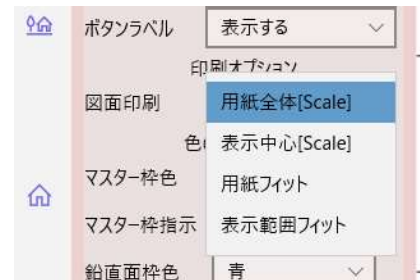 ボタンラベル 表示する
印刷オプション
図面印刷 用紙全体[Scale]
色 表示中心[Scale]
マスター枠色 用紙フィット
マスター枠指示 表示範囲フィット
鉛直面枠色 青